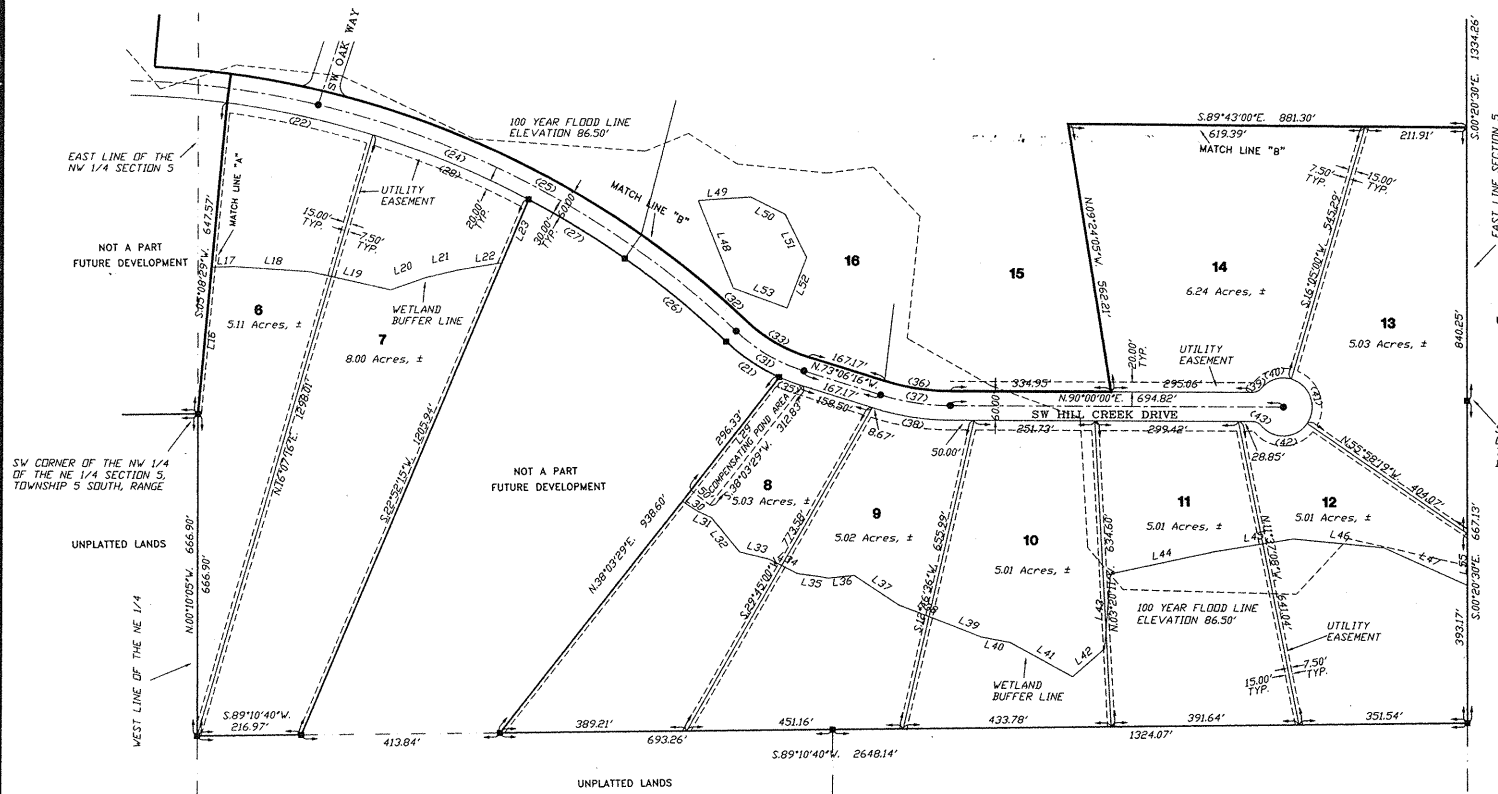 SW OAK WAY
S.00°20'30"E. 1334.26'
100 YEAR FLOOD LINE
ELEVATION 86.50'
S.89°43'00"E. 881.30'
619.39'
211.91'
MATCH LINE "B"
EAST LINE SECTION 5
EAST LINE OF THE
NW 1/4 SECTION 5
(22)
(24)
(28)
(25)
MATCH LINE "B"
60.00'
20.00'
TYP.
30.00'
TYP.
(27)
UTILITY
EASEMENT
15.00'
7.50'
TYP.
7.50'
TYP.
15.00'
S.16°05'00"W. 545.29'
MATCH LINE "A"
S.05°08'29"W. 647.57'
NOT A PART
FUTURE DEVELOPMENT
L17
L18
L19
L20
L21
L22
L23
L16
WETLAND
BUFFER LINE
6
5.11 Acres, ±
7
8.00 Acres, ±
L49
L50
L51
L52
L53
L48
16
15
N.09°24'05"W. 562.21'
14
6.24 Acres, ±
13
5.03 Acres, ±
840.25'
(26)
(32)
(33)
(31)
(21)
(35)
167.17'
N.73°06'16"W.
167.17'
158.50'
8.67'
(36)
(37)
(38)
334.95'
20.00'
TYP.
UTILITY
EASEMENT
295.06'
(39)
(40)
(41)
(42)
(43)
N.90°00'00"E. 694.82'
SW HILL CREEK DRIVE
60.00'
50.00'
251.73'
299.42'
28.85'
N.55°58'19"W. 404.07'
SW CORNER OF THE NW 1/4
OF THE NE 1/4 SECTION 5,
TOWNSHIP 5 SOUTH, RANGE
UNPLATTED LANDS
N.00°10'05"W. 666.90'
666.90'
WEST LINE OF THE NE 1/4
N.16°07'16"E. 1298.01'
S.22°52'15"W. 1205.94'
NOT A PART
FUTURE DEVELOPMENT
296.33'
L29
COMPENSATING POND AREA
S.38°03'29"W. 312.83'
N.38°03'29"E. 938.60'
L30
L31
L32
L33
L34
L35
L36
L37
L39
L40
L41
L42
L43
L44
L46
L47
L55
8
5.03 Acres, ±
9
5.02 Acres, ±
10
5.01 Acres, ±
11
5.01 Acres, ±
12
5.01 Acres, ±
S.29°45'00"W. 773.58'
655.99'
634.60'
N.11°37'08"W. 641.04'
S.00°20'30"E. 667.13'
393.17'
100 YEAR FLOOD LINE
ELEVATION 86.50'
UTILITY
EASEMENT
WETLAND
BUFFER LINE
15.00'
7.50'
TYP.
TYP.
S.89°10'40"W.
216.97'
413.84'
389.21'
693.26'
451.16'
433.78'
391.64'
351.54'
1324.07'
S.89°10'40"W. 2648.14'
UNPLATTED LANDS